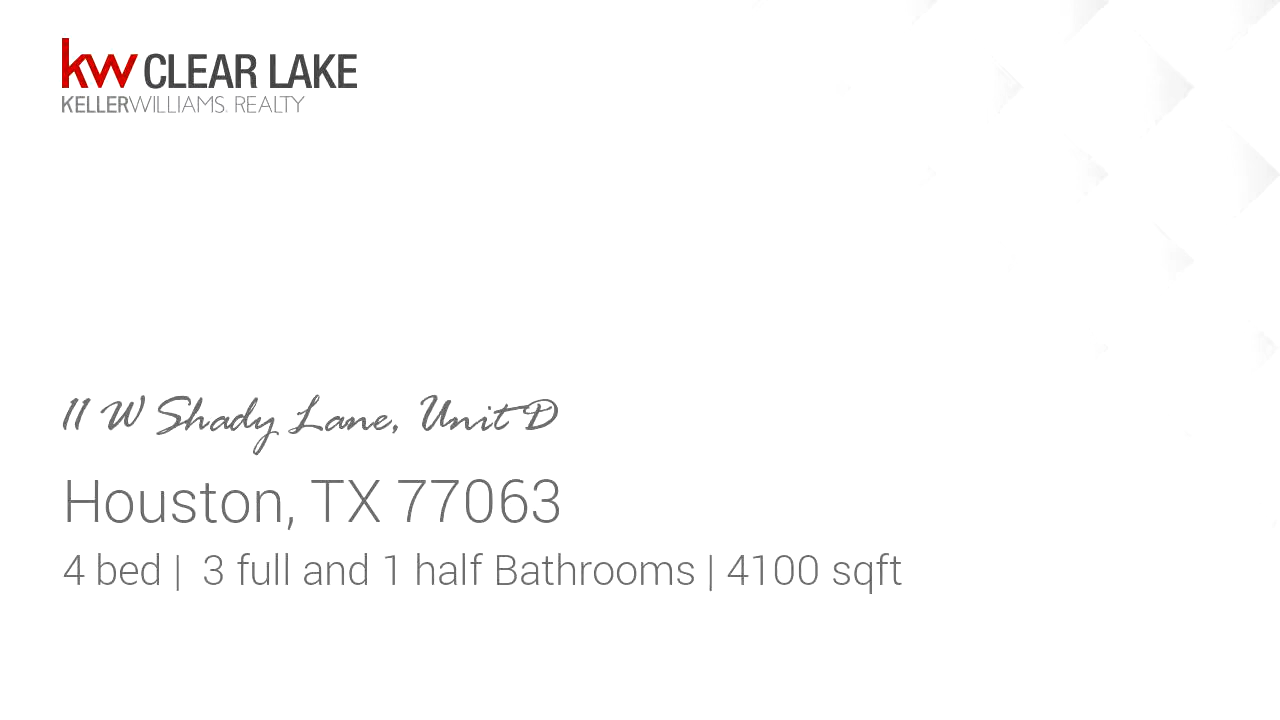 kw CLEAR LAKE
KELLERWILLIAMS. REALTY
11 W Shady Lane, Unit D
Houston, TX 77063
4 bed | 3 full and 1 half Bathrooms | 4100 sqft